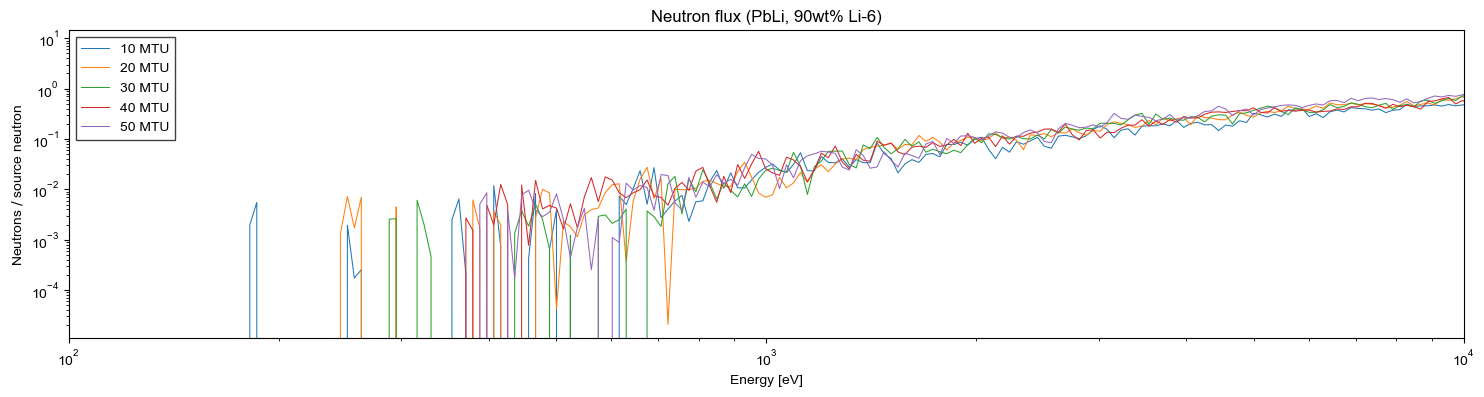 Neutron flux (PbLi, 90wt% Li-6)
10 MTU
20 MTU
30 MTU
40 MTU
50 MTU
Neutrons / source neutron
10¹
10⁰
10⁻¹
10⁻²
10⁻³
10⁻⁴
10²
10³
10⁴
Energy [eV]